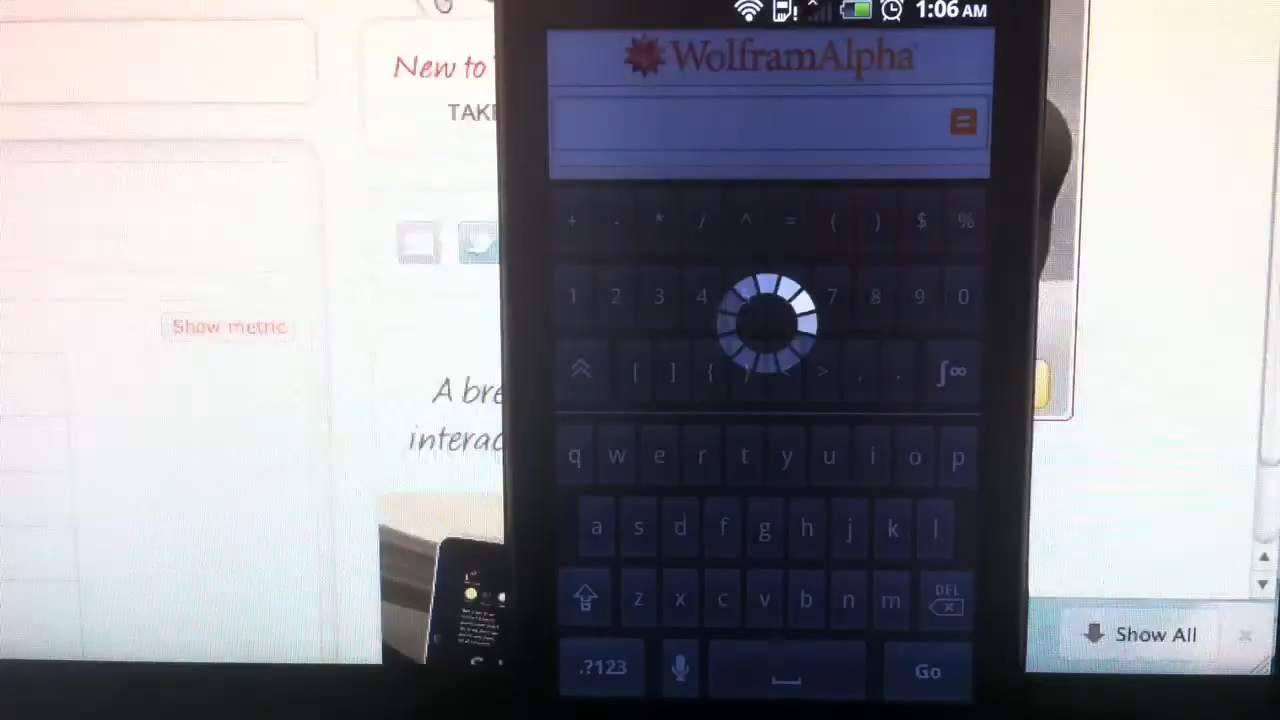 New to
TAKE
Show metric
A bre
interac
1:06 AM
WolframAlpha
=
+ - * / ^ = ( ) $ %
1 2 3 4 7 8 9 0
[ ] { } < > , . ∫∞
q w e r t y u i o p
a s d f g h j k l
z x c v b n m DEL
.?123 Go
Show All